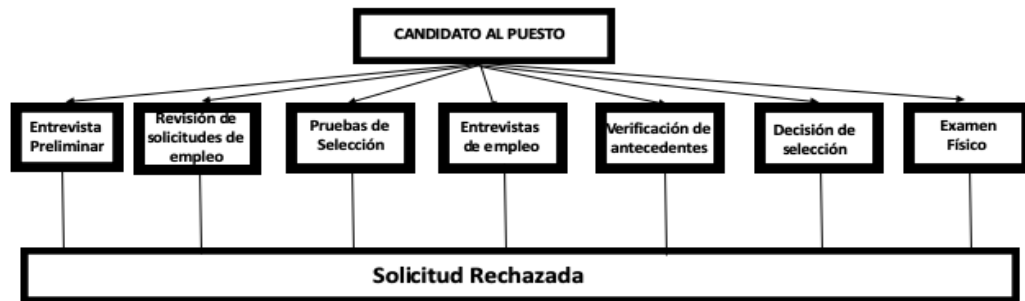 CANDIDATO AL PUESTO
Entrevista
Preliminar
Revisión de
solicitudes de
empleo
Pruebas de
Selección
Entrevistas
de empleo
Verificación de
antecedentes
Decisión de
selección
Examen
Físico
Solicitud Rechazada